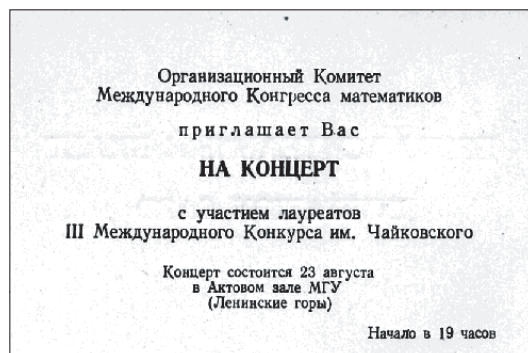 Организационный Комитет
Международного Конгресса математиков
приглашает Вас
НА КОНЦЕРТ
с участием лауреатов
III Международного Конкурса им. Чайковского
Концерт состоится 23 августа
в Актовом зале МГУ
(Ленинские горы)
Начало в 19 часов